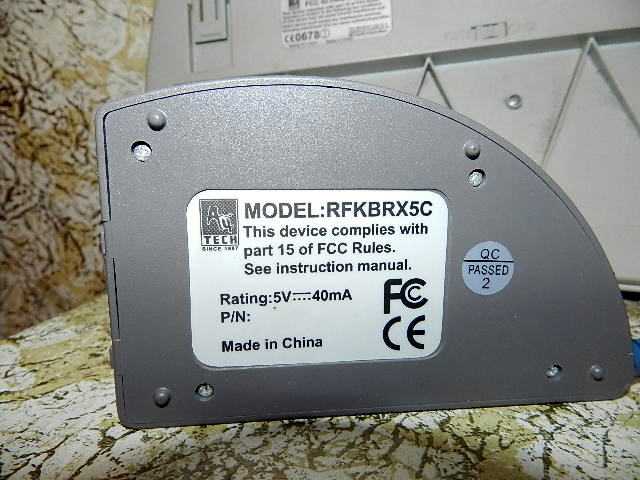 CE0678
A4
TECH
SINCE 1987
MODEL:RFKBRX5C
This device complies with
part 15 of FCC Rules.
See instruction manual.
Rating:5V⎓40mA
P/N:
Made in China
FC
CE
QC
PASSED
2